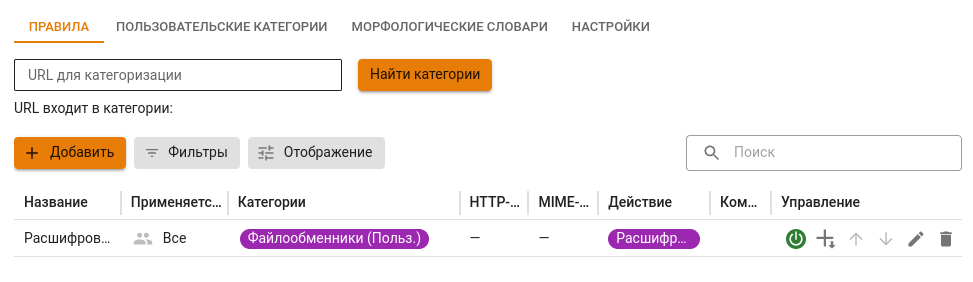 ПРАВИЛА ПОЛЬЗОВАТЕЛЬСКИЕ КАТЕГОРИИ МОРФОЛОГИЧЕСКИЕ СЛОВАРИ НАСТРОЙКИ
URL для категоризации Найти категории
URL входит в категории:
Добавить Фильтры Отображение Поиск
Название Применяетс... Категории HTTP-... MIME-... Действие Ком... Управление
Расшифров... Все Файлообменники (Польз.) — — Расшифр...